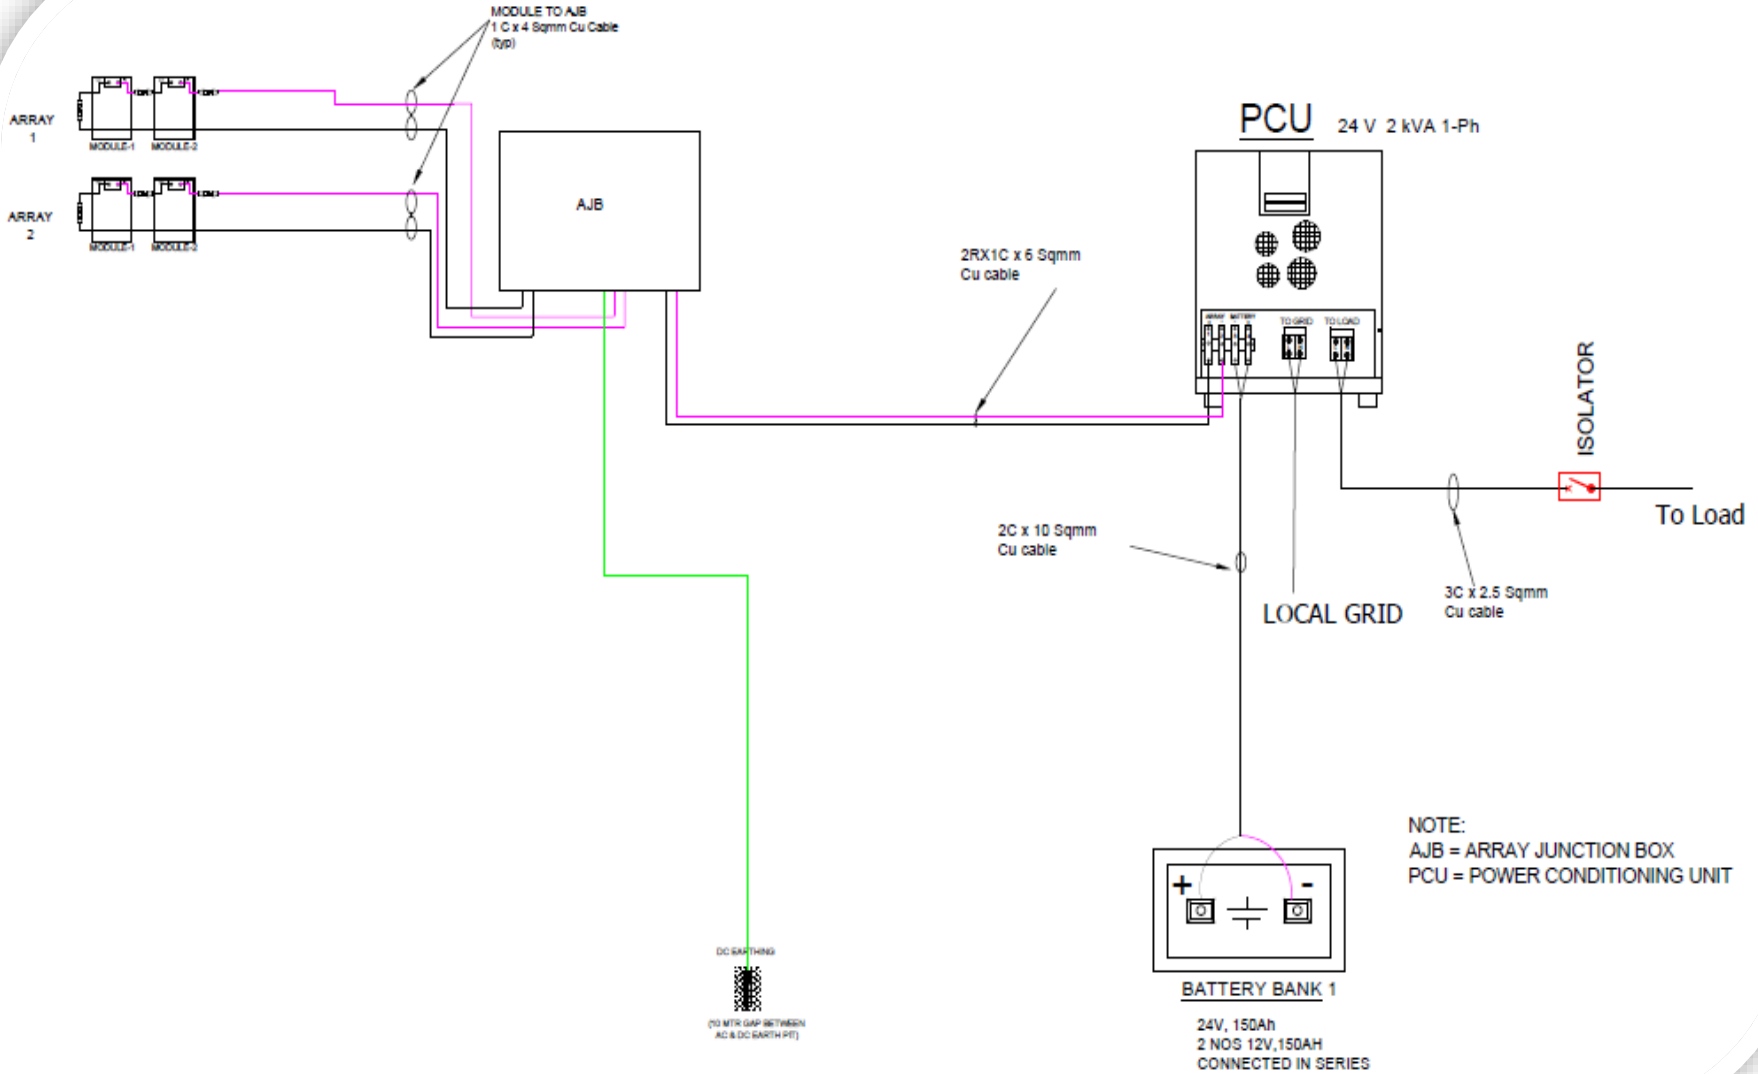 MODULE TO AJB
1 C x 4 Sqmm Cu Cable
(typ)
ARRAY
1
MODULE-1
MODULE-2
ARRAY
2
MODULE-1
MODULE-2
AJB
PCU
24 V 2 kVA 1-Ph
ARRAY
BATTERY
TO GRID
TO LOAD
2RX1C x 6 Sqmm
Cu cable
ISOLATOR
To Load
2C x 10 Sqmm
Cu cable
LOCAL GRID
3C x 2.5 Sqmm
Cu cable
NOTE:
AJB = ARRAY JUNCTION BOX
PCU = POWER CONDITIONING UNIT
+
-
DC EARTHING
(10 MTR GAP BETWEEN
AC & DC EARTH PIT)
BATTERY BANK 1
24V, 150Ah
2 NOS 12V,150AH
CONNECTED IN SERIES